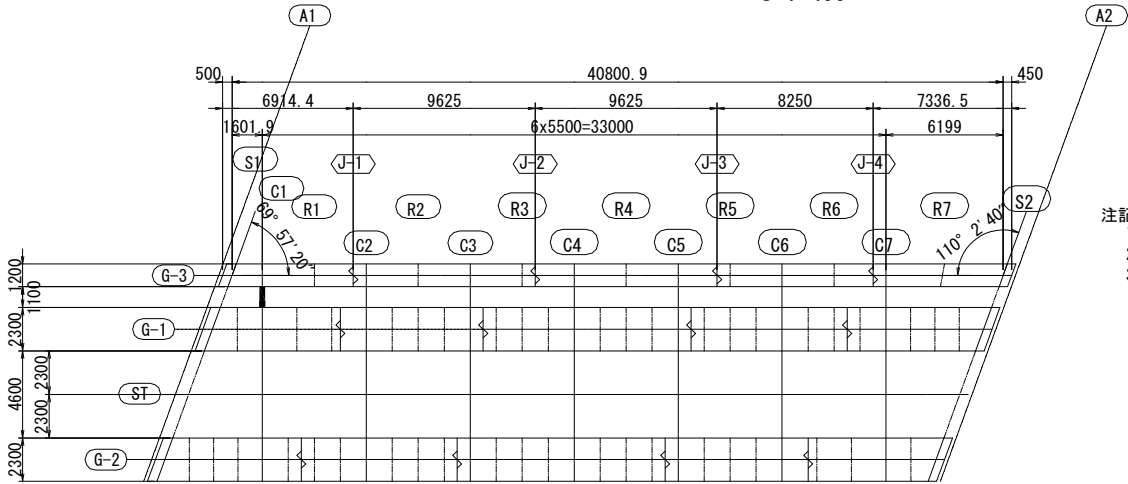 A1
A2
500
40800.9
450
6914.4
9625
9625
8250
7336.5
1601.9
6x5500=33000
6199
S1
J-1
J-2
J-3
J-4
C1
R1
R2
R3
R4
R5
R6
R7
S2
注記
69° 57′ 20″
110° 2′ 40″
C2
C3
C4
C5
C6
C7
1200
G-3
1100
2300
G-1
4600
2300
ST
2300
2300
G-2